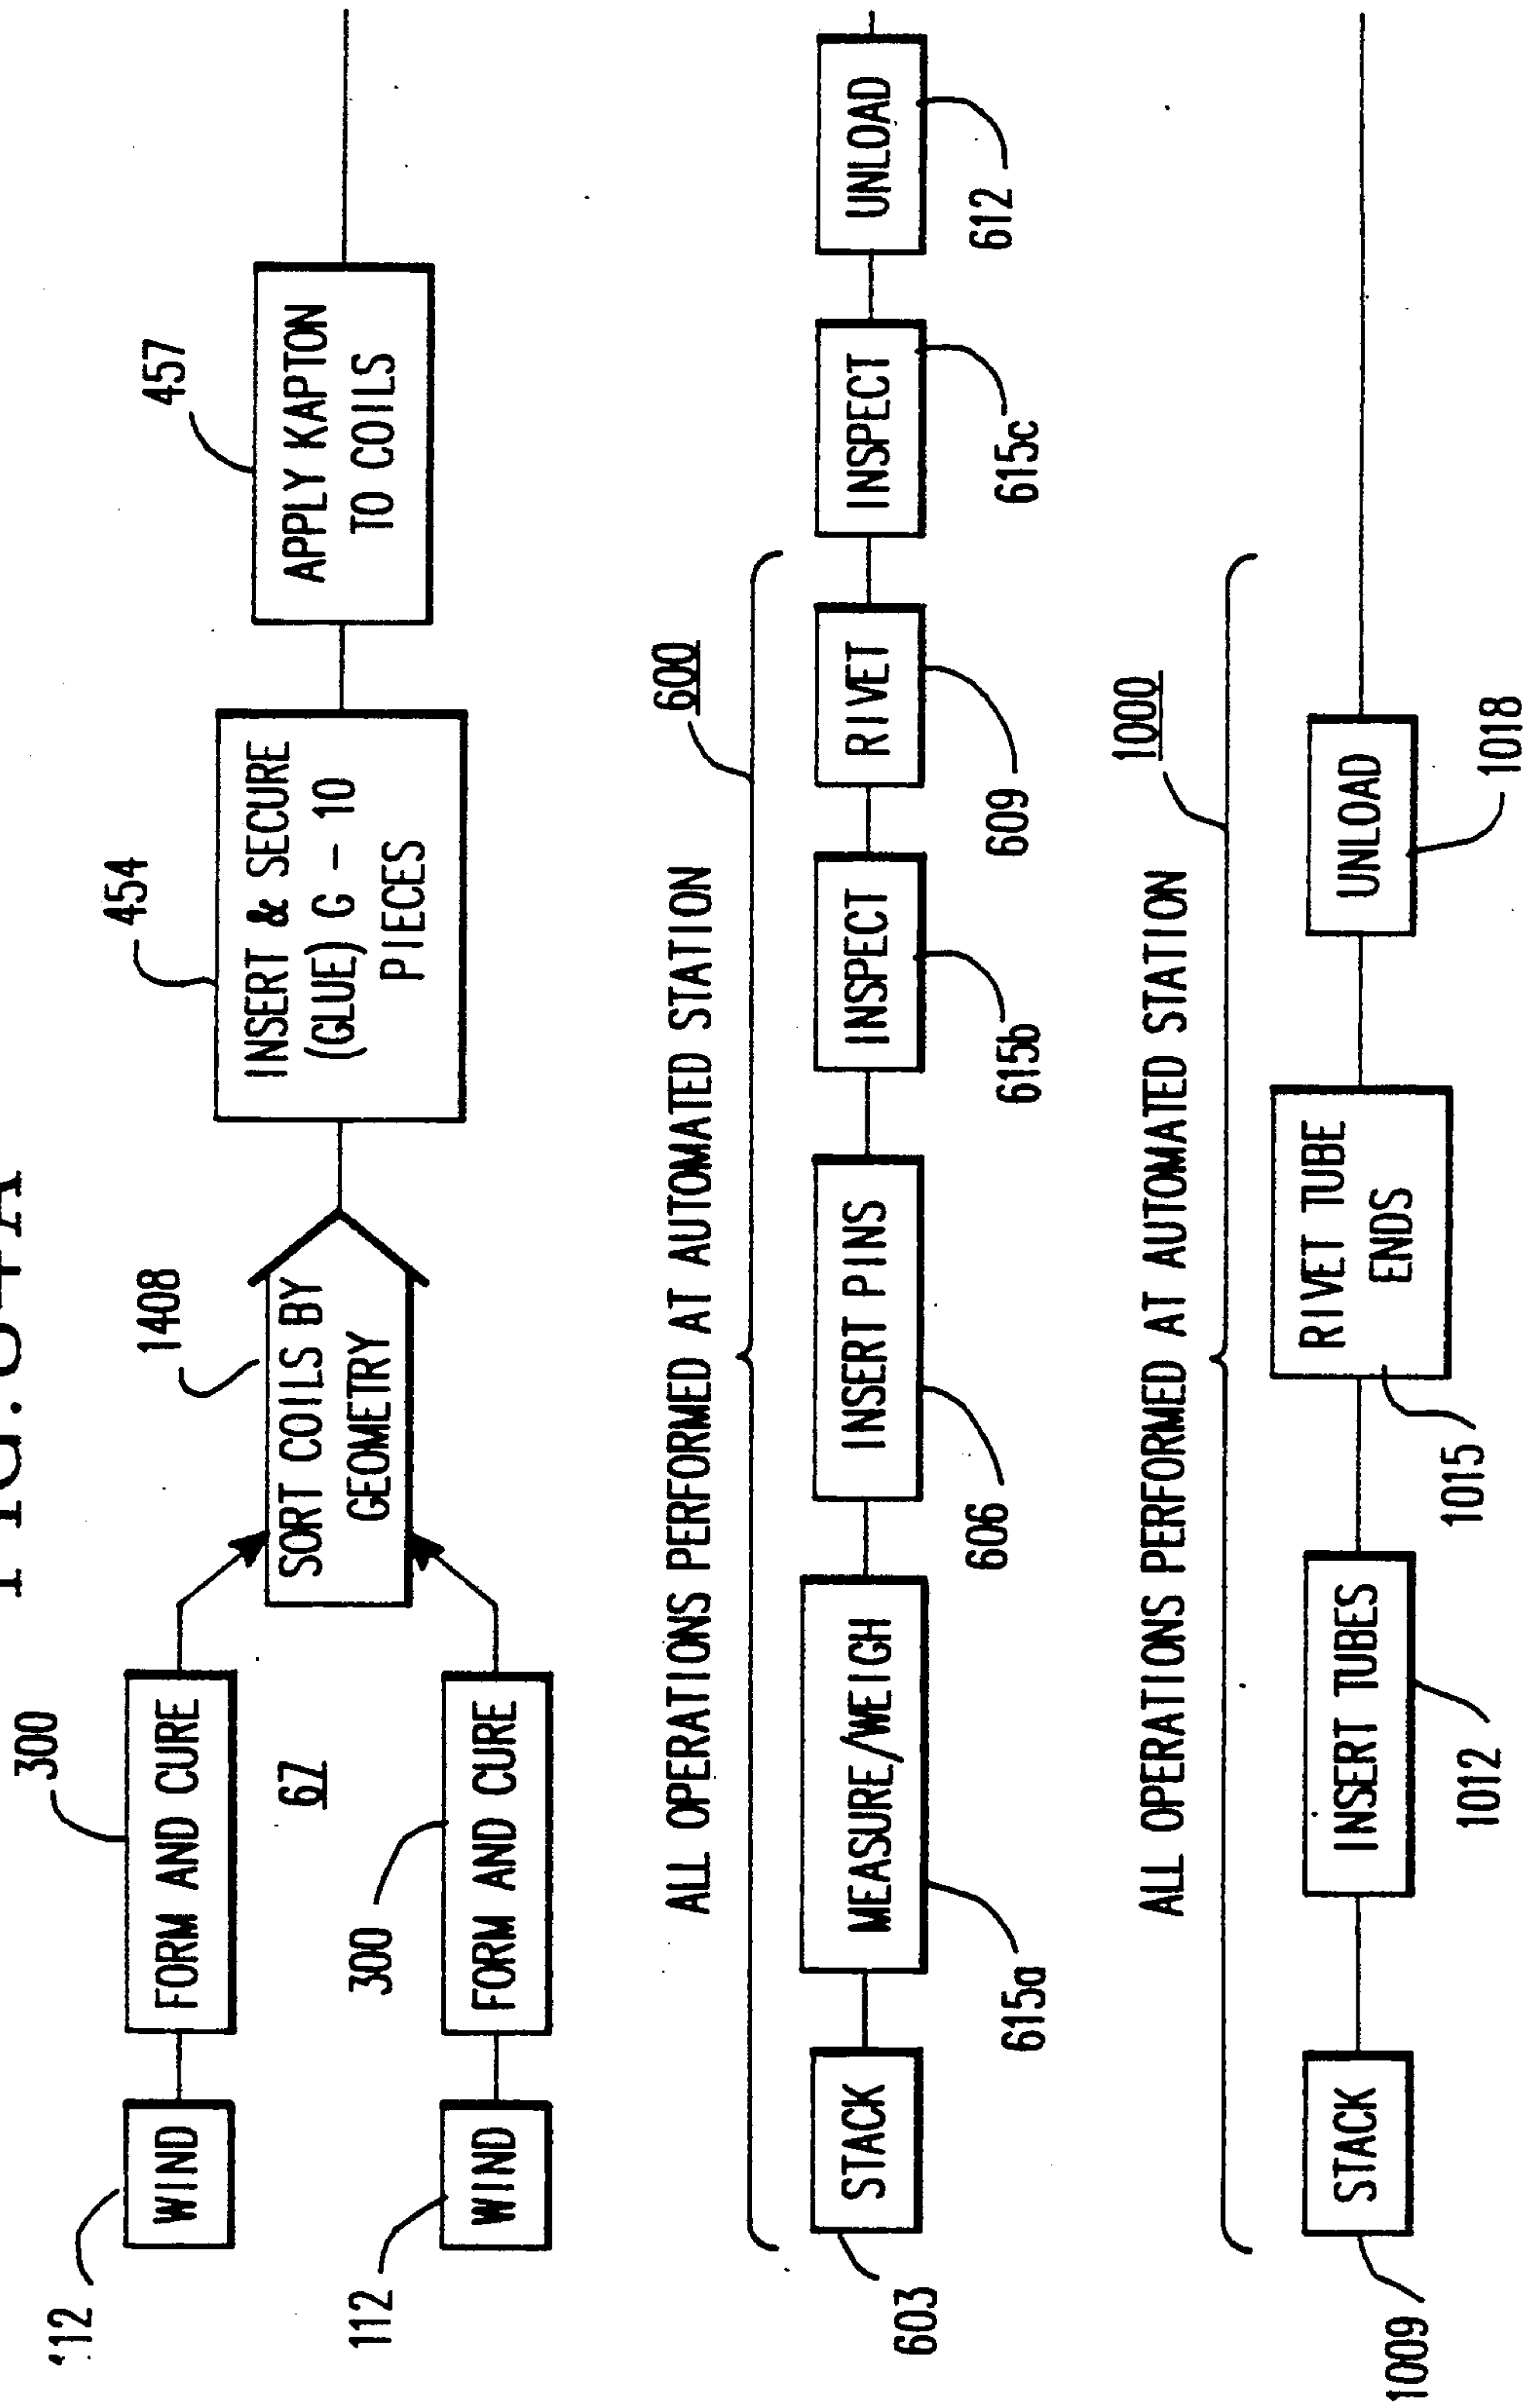 300
457
454
1408
112
WIND
FORM AND CURE
SORT COILS BY
GEOMETRY
INSERT & SECURE
(GLUE) G - 10
PIECES
APPLY KAPTON
TO COILS
67
300
112
WIND
FORM AND CURE
ALL OPERATIONS PERFORMED AT AUTOMATED STATION
600
STACK
MEASURE/WEIGH
INSERT PINS
INSPECT
RIVET
INSPECT
UNLOAD
603
615a
606
615b
609
615c
612
ALL OPERATIONS PERFORMED AT AUTOMATED STATION
1000
STACK
INSERT TUBES
RIVET TUBE
ENDS
UNLOAD
1009
1012
1015
1018